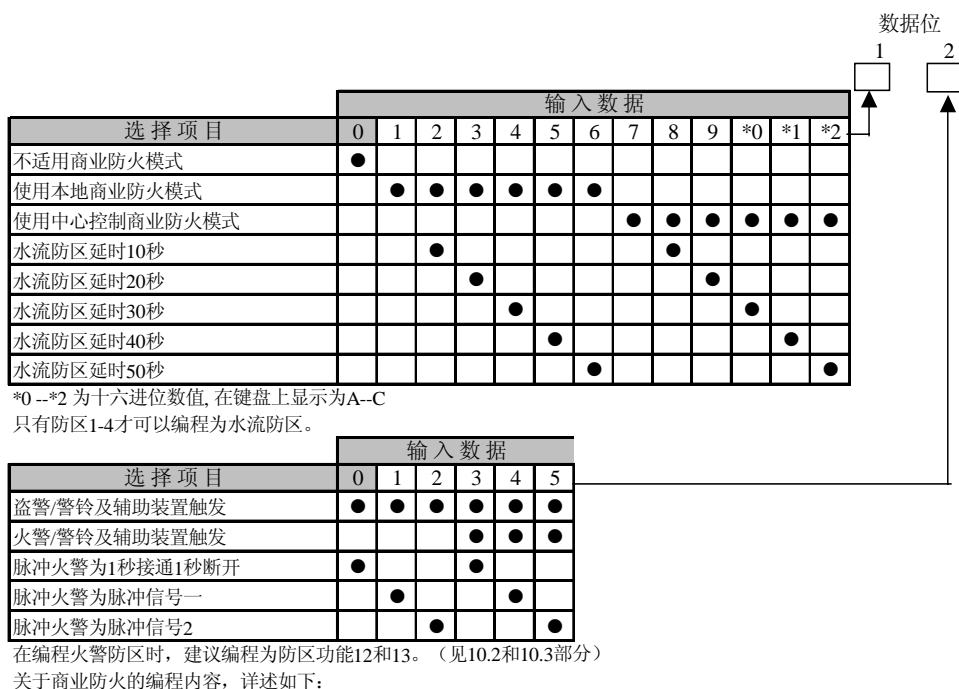 数据位
1 2
输 入 数 据
选 择 项 目 0 1 2 3 4 5 6 7 8 9 *0 *1 *2
不适用商业防火模式 ●
使用本地商业防火模式 ● ● ● ● ● ●
使用中心控制商业防火模式 ● ● ● ● ● ●
水流防区延时10秒 ● ●
水流防区延时20秒 ● ●
水流防区延时30秒 ● ●
水流防区延时40秒 ● ●
水流防区延时50秒 ● ●
*0 --*2 为十六进位数值, 在键盘上显示为A--C
只有防区1-4才可以编程为水流防区。
输 入 数 据
选 择 项 目 0 1 2 3 4 5
盗警/警铃及辅助装置触发 ● ● ● ● ● ●
火警/警铃及辅助装置触发 ● ● ●
脉冲火警为1秒接通1秒断开 ● ●
脉冲火警为脉冲信号一 ● ●
脉冲火警为脉冲信号2 ● ●
在编程火警防区时，建议编程为防区功能12和13。（见10.2和10.3部分）
关于商业防火的编程内容，详述如下：